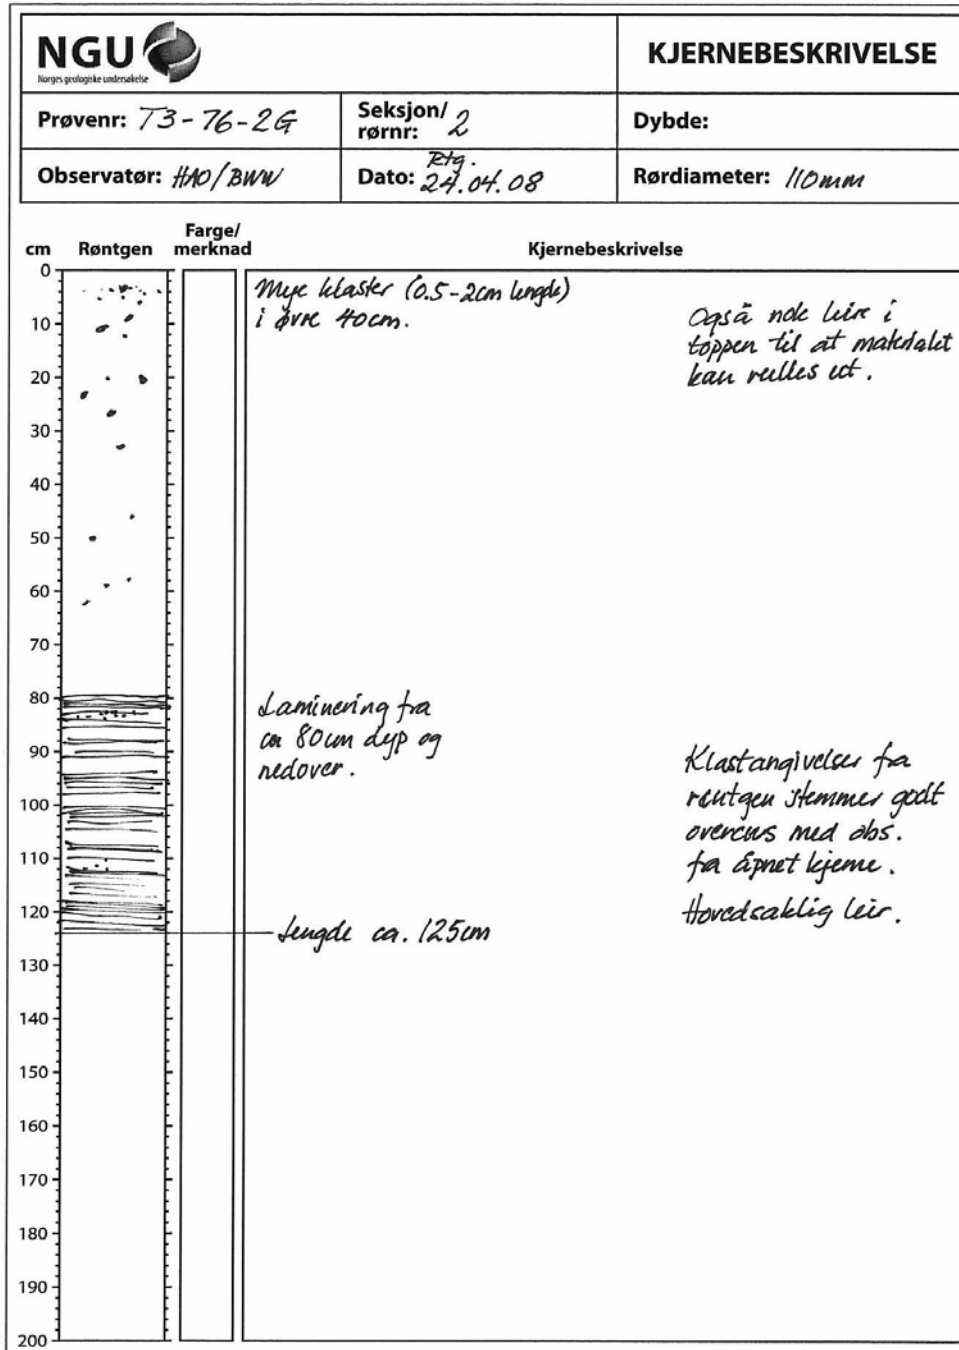 NGU
Norges geologiske undersøkelse
KJERNEBESKRIVELSE
Prøvenr: T3-76-2G
Seksjon/
rørnr: 2
Dybde:
Observatør: HAO/BWW
Rtg.
Dato: 24.04.08
Rørdiameter: 110mm
cm
Røntgen
Farge/
merknad
Kjernebeskrivelse
0
10
20
30
40
50
60
70
80
90
100
110
120
130
140
150
160
170
180
190
200
Mye klaster (0.5-2cm lengde)
i øvre 40cm.
Også nok leire i
toppen til at materialet
kan rulles ut.
Laminering fra
ca 80cm dyp og
nedover.
Klastangivelser fra
røntgen stemmer godt
overens med obs.
fra åpnet kjerne.
Hovedsaklig leir.
Lengde ca. 125cm